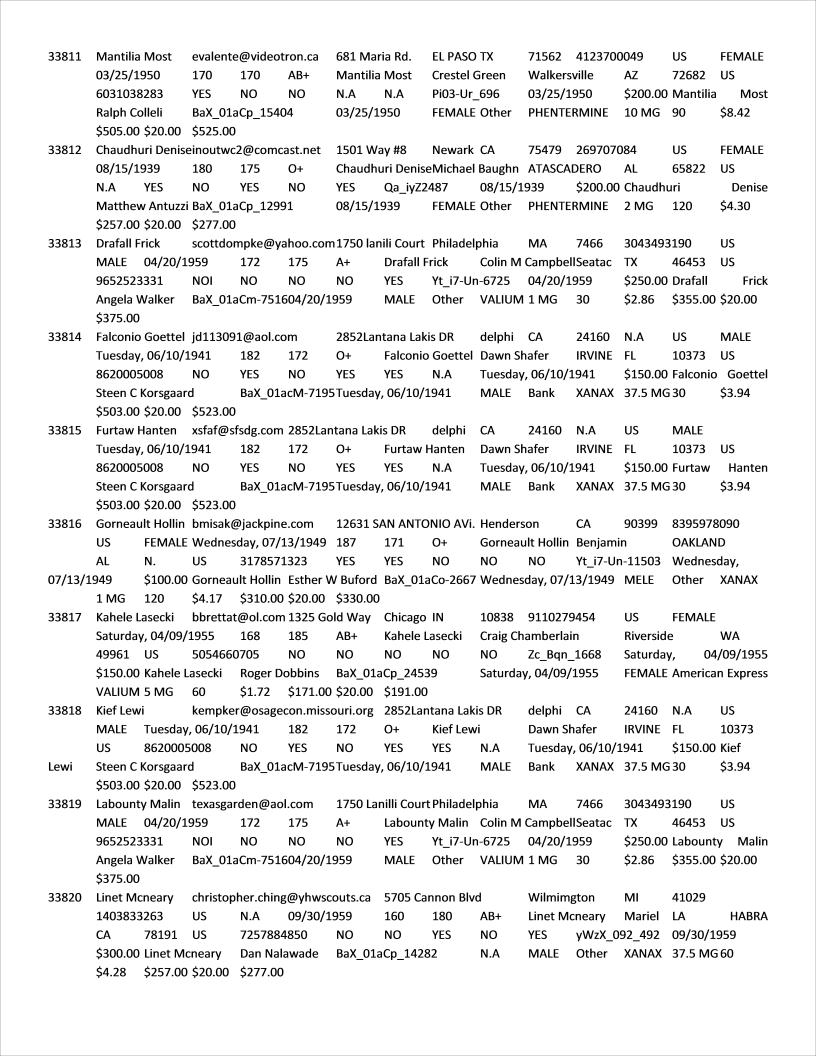 33811 Mantilia Most evalente@videotron.ca 681 Maria Rd. EL PASO TX 71562 4123700049 US FEMALE
03/25/1950 170 170 AB+ Mantilia Most Crestel Green Walkersville AZ 72682 US
6031038283 YES NO NO N.A N.A Pi03-Ur_696 03/25/1950 $200.00 Mantilia Most
Ralph Colleli BaX_01aCp_15404 03/25/1950 FEMALE Other PHENTERMINE 10 MG 90 $8.42
$505.00 $20.00 $525.00
33812 Chaudhuri Deniseinoutwc2@comcast.net 1501 Way #8 Newark CA 75479 269707084 US FEMALE
08/15/1939 180 175 O+ Chaudhuri DeniseMichael Baughn ATASCADERO AL 65822 US
N.A YES NO YES NO YES Qa_iyZ2487 08/15/1939 $200.00 Chaudhuri Denise
Matthew Antuzzi BaX_01aCp_12991 08/15/1939 FEMALE Other PHENTERMINE 2 MG 120 $4.30
$257.00 $20.00 $277.00
33813 Drafall Frick scottdompke@yahoo.com1750 lanili Court Philadelphia MA 7466 3043493190 US
MALE 04/20/1959 172 175 A+ Drafall Frick Colin M CampbellSeatac TX 46453 US
9652523331 NOI NO NO NO YES Yt_i7-Un-6725 04/20/1959 $250.00 Drafall Frick
Angela Walker BaX_01aCm-751604/20/1959 MALE Other VALIUM 1 MG 30 $2.86 $355.00 $20.00
$375.00
33814 Falconio Goettel jd113091@aol.com 2852Lantana Lakis DR delphi CA 24160 N.A US MALE
Tuesday, 06/10/1941 182 172 O+ Falconio Goettel Dawn Shafer IRVINE FL 10373 US
8620005008 NO YES NO YES YES N.A Tuesday, 06/10/1941 $150.00 Falconio Goettel
Steen C Korsgaard BaX_01acM-7195Tuesday, 06/10/1941 MALE Bank XANAX 37.5 MG30 $3.94
$503.00 $20.00 $523.00
33815 Furtaw Hanten xsfaf@sfsdg.com 2852Lantana Lakis DR delphi CA 24160 N.A US MALE
Tuesday, 06/10/1941 182 172 O+ Furtaw Hanten Dawn Shafer IRVINE FL 10373 US
8620005008 NO YES NO YES YES N.A Tuesday, 06/10/1941 $150.00 Furtaw Hanten
Steen C Korsgaard BaX_01acM-7195Tuesday, 06/10/1941 MALE Bank XANAX 37.5 MG30 $3.94
$503.00 $20.00 $523.00
33816 Gorneault Hollin bmisak@jackpine.com 12631 SAN ANTONIO AVi. Henderson CA 90399 8395978090
US FEMALE Wednesday, 07/13/1949 187 171 O+ Gorneault Hollin Benjamin OAKLAND
AL N. US 3178571323 YES YES NO NO NO Yt_i7-Un-11503 Wednesday,
07/13/1949 $100.00 Gorneault Hollin Esther W Buford BaX_01aCo-2667 Wednesday, 07/13/1949 MELE Other XANAX
1 MG 120 $4.17 $310.00 $20.00 $330.00
33817 Kahele Lasecki bbrettat@ol.com 1325 Gold Way Chicago IN 10838 9110279454 US FEMALE
Saturday, 04/09/1955 168 185 AB+ Kahele Lasecki Craig Chamberlain Riverside WA
49961 US 5054660705 NO NO NO NO NO Zc_Bqn_1668 Saturday, 04/09/1955
$150.00 Kahele Lasecki Roger Dobbins BaX_01aCp_24539 Saturday, 04/09/1955 FEMALE American Express
VALIUM 5 MG 60 $1.72 $171.00 $20.00 $191.00
33818 Kief Lewi kempker@osagecon.missouri.org 2852Lantana Lakis DR delphi CA 24160 N.A US
MALE Tuesday, 06/10/1941 182 172 O+ Kief Lewi Dawn Shafer IRVINE FL 10373
US 8620005008 NO YES NO YES YES N.A Tuesday, 06/10/1941 $150.00 Kief
Lewi Steen C Korsgaard BaX_01acM-7195Tuesday, 06/10/1941 MALE Bank XANAX 37.5 MG30 $3.94
$503.00 $20.00 $523.00
33819 Labounty Malin texasgarden@aol.com 1750 Lanilli Court Philadelphia MA 7466 3043493190 US
MALE 04/20/1959 172 175 A+ Labounty Malin Colin M CampbellSeatac TX 46453 US
9652523331 NOI NO NO NO YES Yt_i7-Un-6725 04/20/1959 $250.00 Labounty Malin
Angela Walker BaX_01aCm-751604/20/1959 MALE Other VALIUM 1 MG 30 $2.86 $355.00 $20.00
$375.00
33820 Linet Mcneary christopher.ching@yhwscouts.ca 5705 Cannon Blvd Wilmimgton MI 41029
1403833263 US N.A 09/30/1959 160 180 AB+ Linet Mcneary Mariel LA HABRA
CA 78191 US 7257884850 NO NO YES NO YES yWzX_092_492 09/30/1959
$300.00 Linet Mcneary Dan Nalawade BaX_01aCp_14282 N.A MALE Other XANAX 37.5 MG60
$4.28 $257.00 $20.00 $277.00